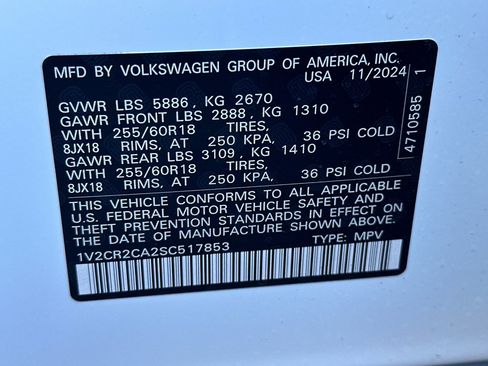 MFD BY VOLKSWAGEN GROUP OF AMERICA, INC.
USA 11/2024
GVWR LBS 5886, KG 2670
GAWR FRONT LBS 2888, KG 1310
WITH 255/60R18 TIRES,
8JX18 RIMS, AT 250 KPA, 36 PSI COLD
GAWR REAR LBS 3109, KG 1410
WITH 255/60R18 TIRES,
8JX18 RIMS, AT 250 KPA, 36 PSI COLD
THIS VEHICLE CONFORMS TO ALL APPLICABLE
U.S. FEDERAL MOTOR VEHICLE SAFETY AND
THEFT PREVENTION STANDARDS IN EFFECT ON
THE DATE OF MANUFACTURE SHOWN ABOVE.
1V2CR2CA2SC517853 TYPE: MPV
4710585 1